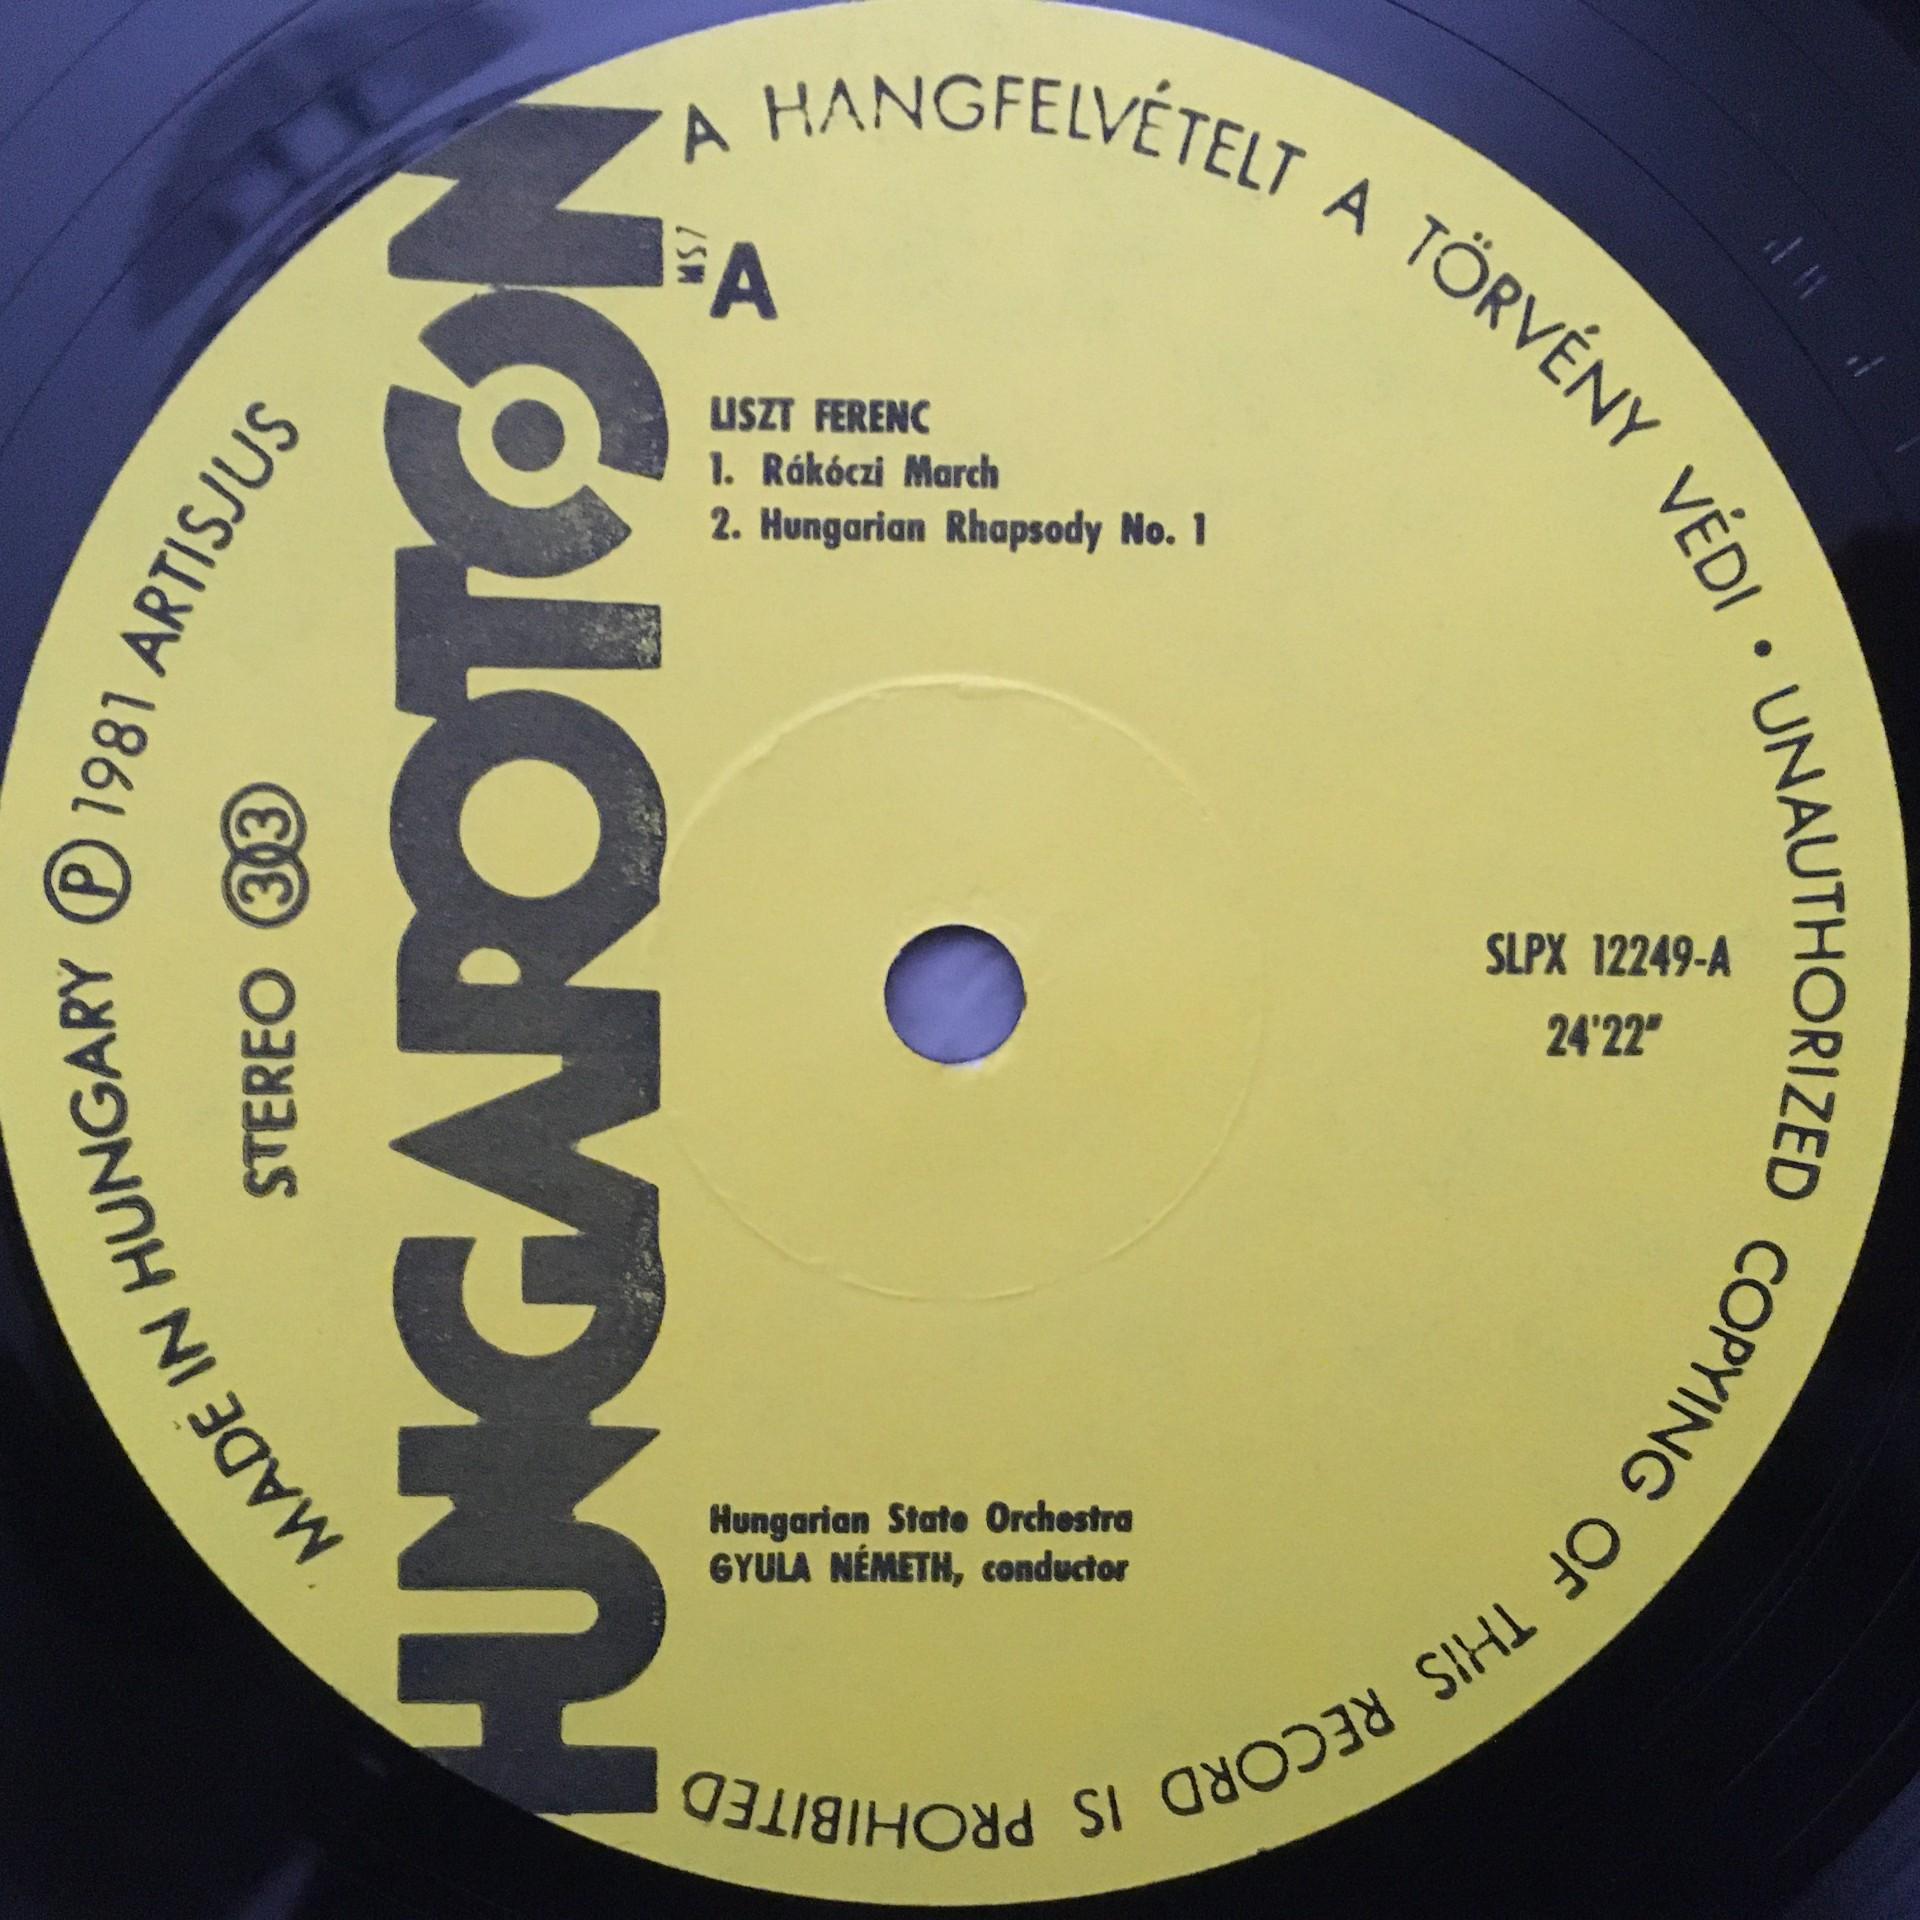 HUNGAROTON
A HANGFELVÉTELT A TÖRVÉNY VÉDI • UNAUTHORIZED COPYING OF THIS RECORD IS PROHIBITED
MADE IN HUNGARY Ⓟ 1981 ARTISJUS
STEREO 33
MSZ
A
LISZT FERENC
1. Rákóczi March
2. Hungarian Rhapsody No. 1
SLPX 12249-A
24'22"
Hungarian State Orchestra
GYULA NÉMETH, conductor